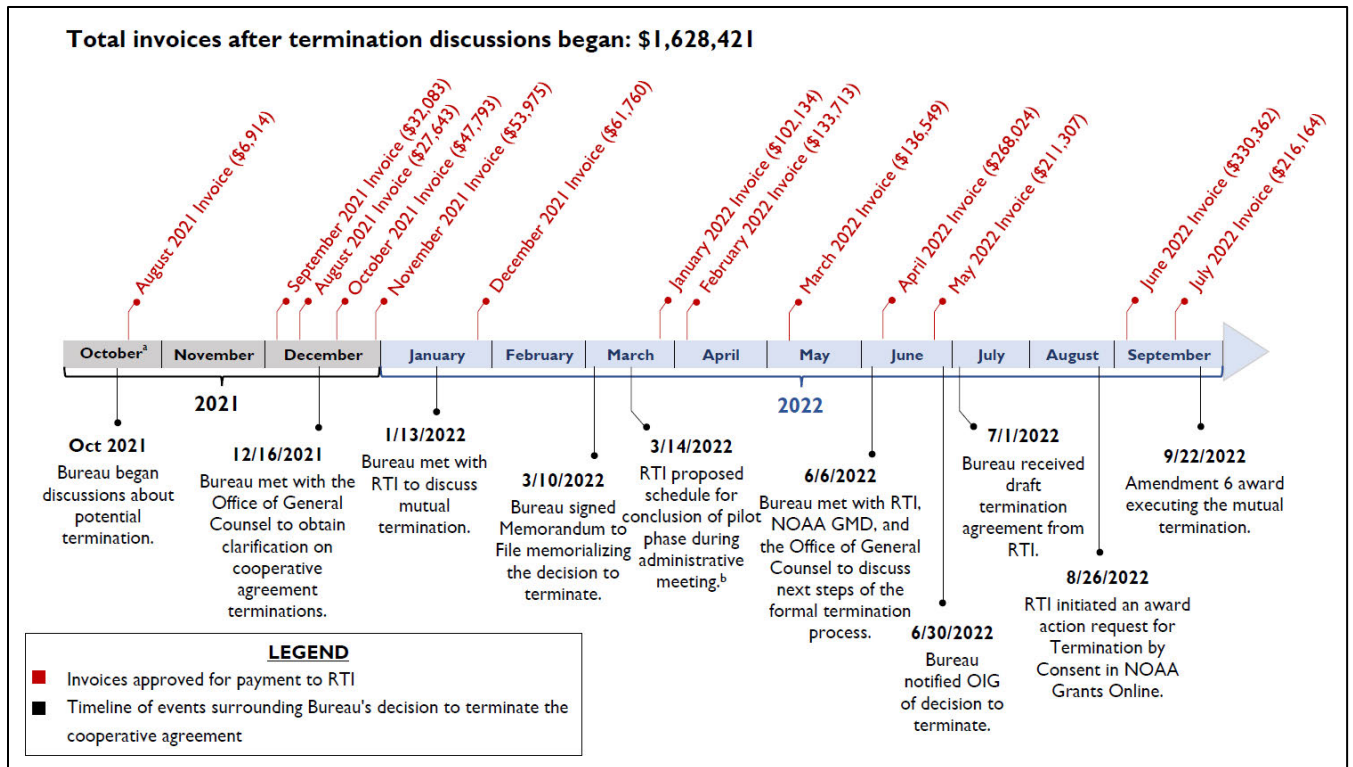 Total invoices after termination discussions began: $1,628,421
August 2021 Invoice ($6,914)
September 2021 Invoice ($32,083)
August 2021 Invoice ($27,643)
October 2021 Invoice ($47,793)
November 2021 Invoice ($53,975)
December 2021 Invoice ($61,760)
January 2022 Invoice ($102,134)
February 2022 Invoice ($133,713)
March 2022 Invoice ($136,549)
April 2022 Invoice ($268,024)
May 2022 Invoice ($211,307)
June 2022 Invoice ($330,362)
July 2022 Invoice ($216,164)
Octoberᵃ November December January February March April May June July August September
2021
2022
Oct 2021
Bureau began
discussions about
potential
termination.
12/16/2021
Bureau met with the
Office of General
Counsel to obtain
clarification on
cooperative
agreement
terminations.
1/13/2022
Bureau met with
RTI to discuss
mutual
termination.
3/10/2022
Bureau signed
Memorandum to
File memorializing
the decision to
terminate.
3/14/2022
RTI proposed
schedule for
conclusion of pilot
phase during
administrative
meeting.ᵇ
6/6/2022
Bureau met with RTI,
NOAA GMD, and
the Office of General
Counsel to discuss
next steps of the
formal termination
process.
6/30/2022
Bureau
notified OIG
of decision to
terminate.
7/1/2022
Bureau received
draft
termination
agreement from
RTI.
8/26/2022
RTI initiated an award
action request for
Termination by
Consent in NOAA
Grants Online.
9/22/2022
Amendment 6 award
executing the mutual
termination.
LEGEND
Invoices approved for payment to RTI
Timeline of events surrounding Bureau's decision to terminate the
cooperative agreement